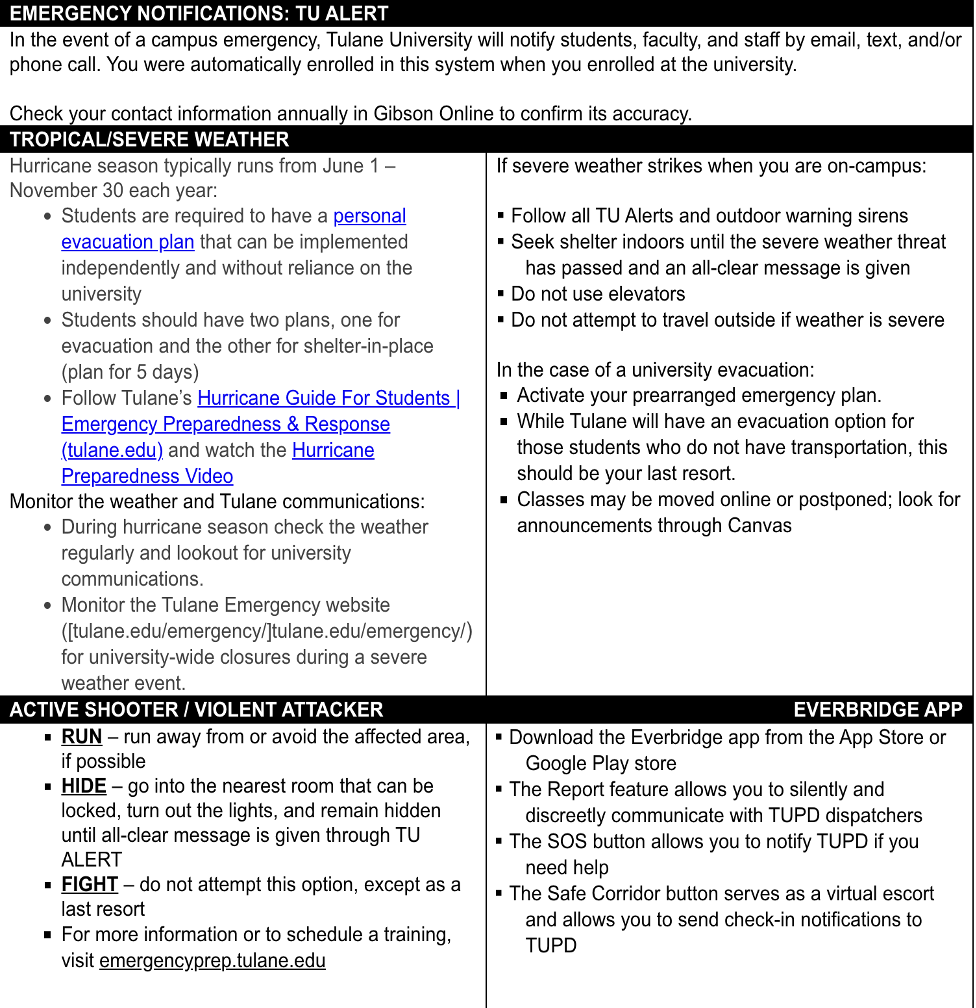 EMERGENCY NOTIFICATIONS: TU ALERT
In the event of a campus emergency, Tulane University will notify students, faculty, and staff by email, text, and/or
phone call. You were automatically enrolled in this system when you enrolled at the university.
Check your contact information annually in Gibson Online to confirm its accuracy.
TROPICAL/SEVERE WEATHER
Hurricane season typically runs from June 1 –
November 30 each year:
• Students are required to have a personal
evacuation plan that can be implemented
independently and without reliance on the
university
• Students should have two plans, one for
evacuation and the other for shelter-in-place
(plan for 5 days)
• Follow Tulane’s Hurricane Guide For Students |
Emergency Preparedness & Response
(tulane.edu) and watch the Hurricane
Preparedness Video
Monitor the weather and Tulane communications:
• During hurricane season check the weather
regularly and lookout for university
communications.
• Monitor the Tulane Emergency website
([tulane.edu/emergency/]tulane.edu/emergency/)
for university-wide closures during a severe
weather event.
If severe weather strikes when you are on-campus:
▪ Follow all TU Alerts and outdoor warning sirens
▪ Seek shelter indoors until the severe weather threat
has passed and an all-clear message is given
▪ Do not use elevators
▪ Do not attempt to travel outside if weather is severe
In the case of a university evacuation:
▪ Activate your prearranged emergency plan.
▪ While Tulane will have an evacuation option for
those students who do not have transportation, this
should be your last resort.
▪ Classes may be moved online or postponed; look for
announcements through Canvas
ACTIVE SHOOTER / VIOLENT ATTACKER
▪ RUN – run away from or avoid the affected area,
if possible
▪ HIDE – go into the nearest room that can be
locked, turn out the lights, and remain hidden
until all-clear message is given through TU
ALERT
▪ FIGHT – do not attempt this option, except as a
last resort
▪ For more information or to schedule a training,
visit emergencyprep.tulane.edu
EVERBRIDGE APP
▪ Download the Everbridge app from the App Store or
Google Play store
▪ The Report feature allows you to silently and
discreetly communicate with TUPD dispatchers
▪ The SOS button allows you to notify TUPD if you
need help
▪ The Safe Corridor button serves as a virtual escort
and allows you to send check-in notifications to
TUPD